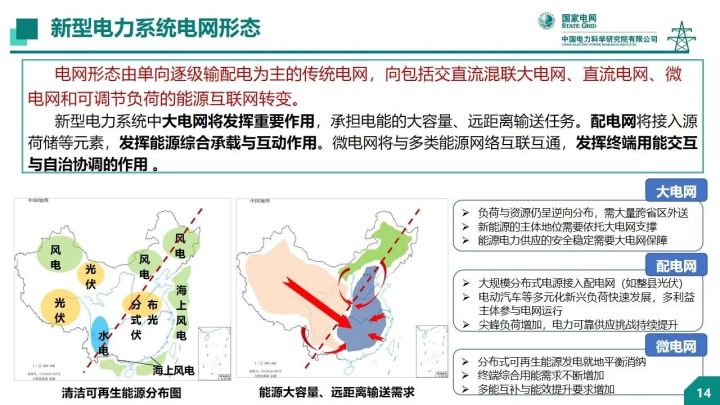 新型电力系统电网形态
国家电网
STATE GRID
中国电力科学研究院有限公司
CHINA ELECTRIC POWER RESEARCH INSTITUTE
电网形态由单向逐级输配电为主的传统电网，向包括交直流混联大电网、直流电网、微
电网和可调节负荷的能源互联网转变。
新型电力系统中大电网将发挥重要作用，承担电能的大容量、远距离输送任务。配电网将接入源
荷储等元素，发挥能源综合承载与互动作用。微电网将与多类能源网络互联互通，发挥终端用能交互
与自治协调的作用 。
中国地图
风电
光伏
风电
风电
光伏
分布式光伏
海上风电
水电
海上风电
清洁可再生能源分布图
中国地图
能源大容量、远距离输送需求
大电网
➢ 负荷与资源仍呈逆向分布，需大量跨省区外送
➢ 新能源的主体地位需要依托大电网支撑
➢ 能源电力供应的安全稳定需要大电网保障
配电网
➢ 大规模分布式电源接入配电网（如整县光伏）
➢ 电动汽车等多元化新兴负荷快速发展，多利益
主体参与电网运行
➢ 尖峰负荷增加，电力可靠供应挑战持续提升
微电网
➢ 分布式可再生能源发电就地平衡消纳
➢ 终端综合用能需求不断增加
➢ 多能互补与能效提升要求增加
14